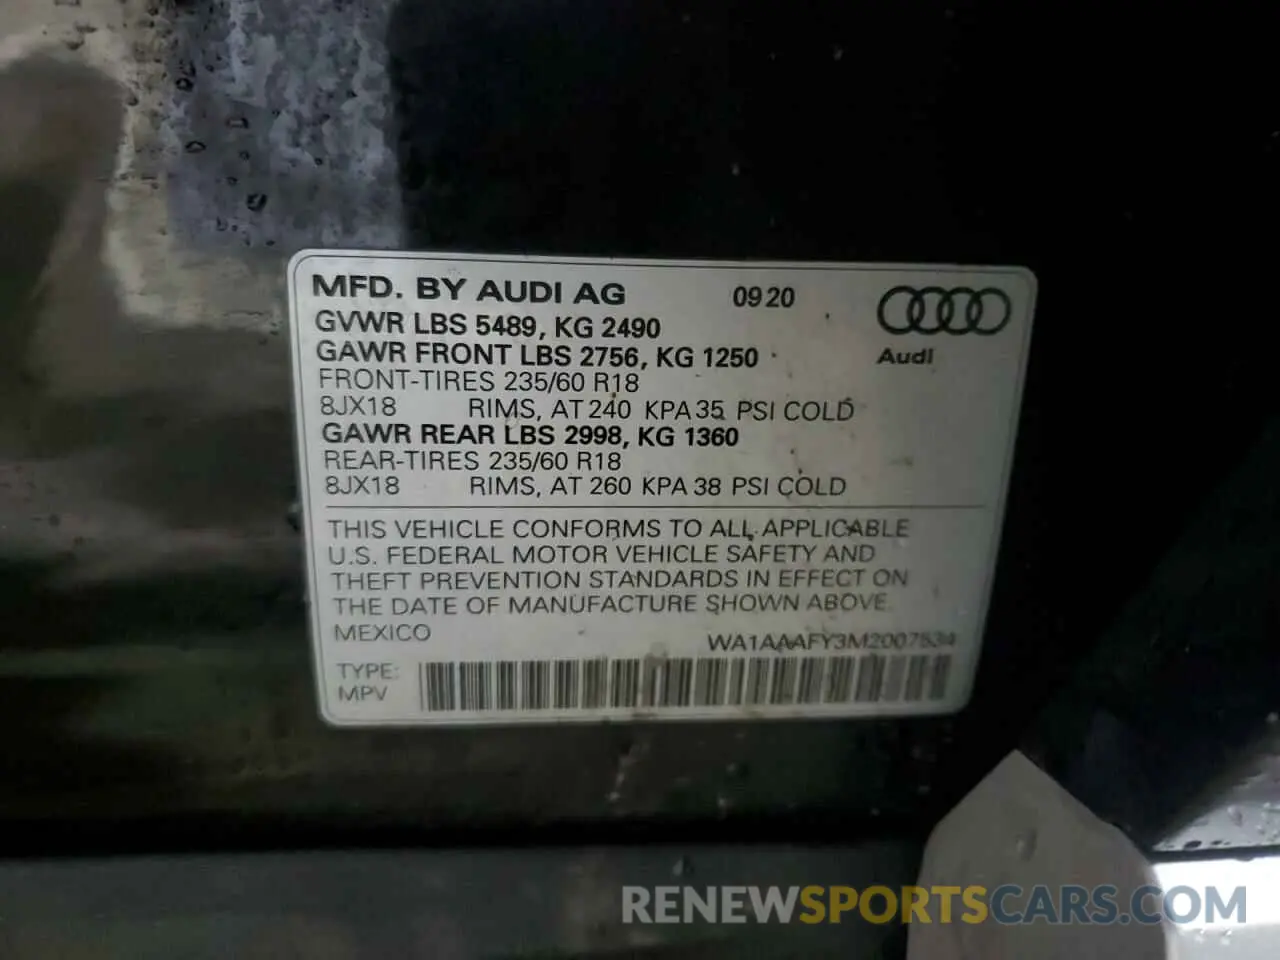 MFD. BY AUDI AG 0920
GVWR LBS 5489, KG 2490
GAWR FRONT LBS 2756, KG 1250
Audi
FRONT-TIRES 235/60 R18
8JX18 RIMS, AT 240 KPA 35 PSI COLD
GAWR REAR LBS 2998, KG 1360
REAR-TIRES 235/60 R18
8JX18 RIMS, AT 260 KPA 38 PSI COLD
THIS VEHICLE CONFORMS TO ALL APPLICABLE
U.S. FEDERAL MOTOR VEHICLE SAFETY AND
THEFT PREVENTION STANDARDS IN EFFECT ON
THE DATE OF MANUFACTURE SHOWN ABOVE.
MEXICO WA1AAAFY3M2007534
TYPE:
MPV
RENEWSPORTSCARS.COM